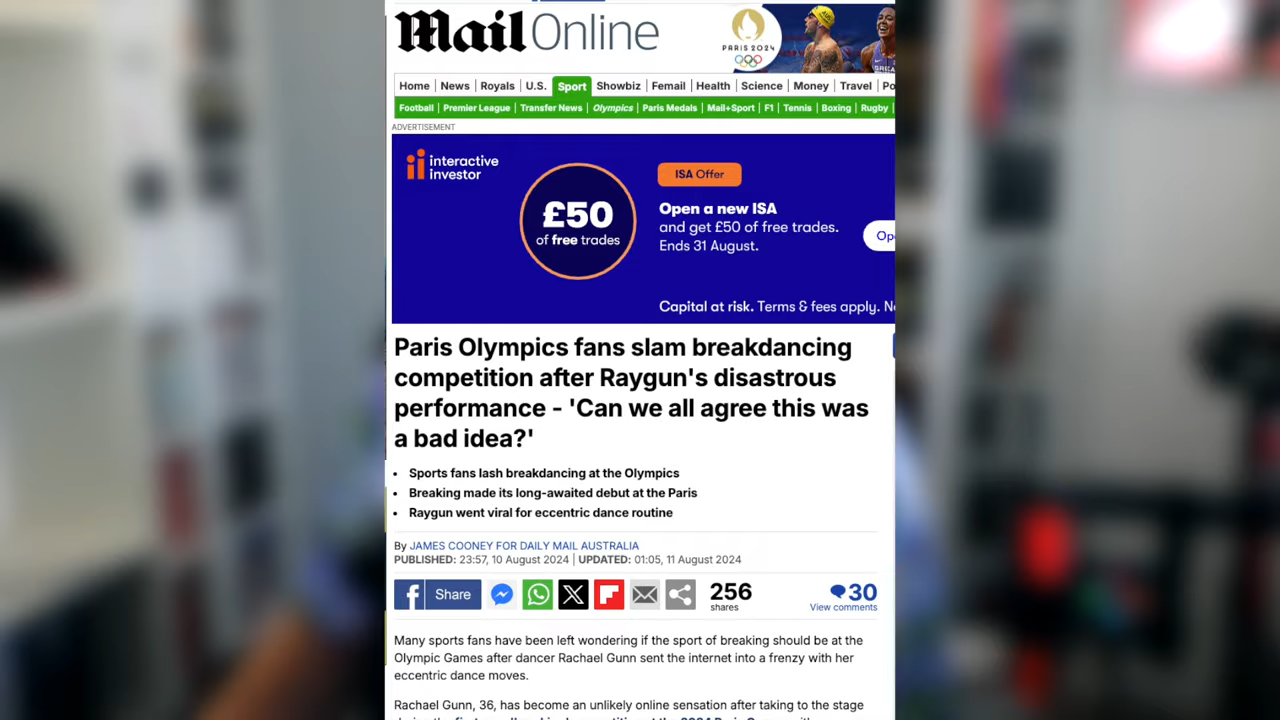 Mail Online
PARIS 2024
Home News Royals U.S. Sport Showbiz Femail Health Science Money Travel
Football Premier League Transfer News Olympics Paris Medals Mail+Sport F1 Tennis Boxing Rugby
ADVERTISEMENT
interactive
investor
£50
of free trades
ISA Offer
Open a new ISA
and get £50 of free trades.
Ends 31 August.
Capital at risk. Terms & fees apply.
Paris Olympics fans slam breakdancing
competition after Raygun's disastrous
performance - 'Can we all agree this was
a bad idea?'
• Sports fans lash breakdancing at the Olympics
• Breaking made its long-awaited debut at the Paris
• Raygun went viral for eccentric dance routine
By JAMES COONEY FOR DAILY MAIL AUSTRALIA
PUBLISHED: 23:57, 10 August 2024 | UPDATED: 01:05, 11 August 2024
Share
256
shares
30
View comments
Many sports fans have been left wondering if the sport of breaking should be at the
Olympic Games after dancer Rachael Gunn sent the internet into a frenzy with her
eccentric dance moves.
Rachael Gunn, 36, has become an unlikely online sensation after taking to the stage